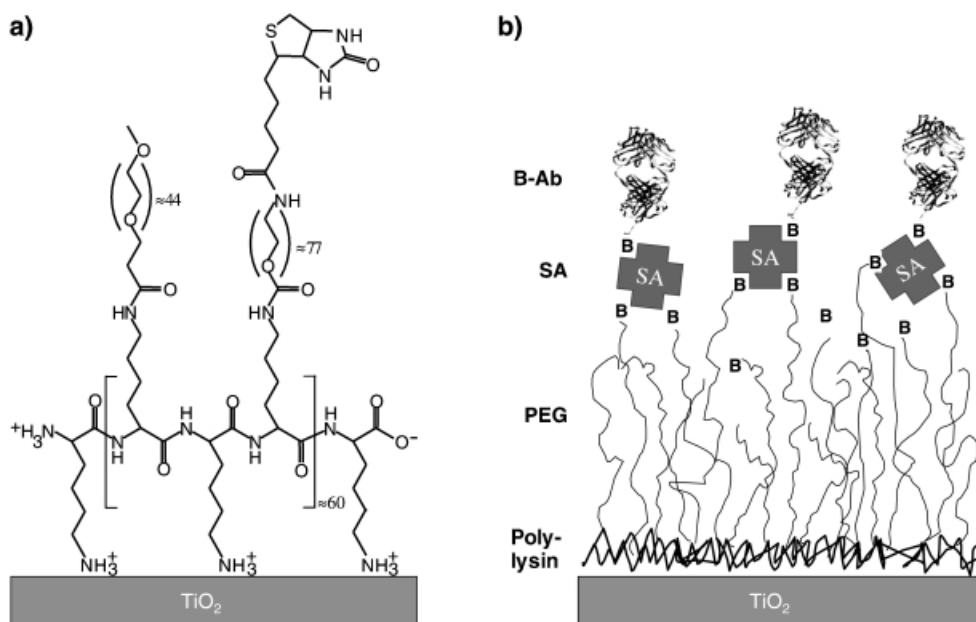 a)
S
NH
O
N
H
O
O
≈44
O
NH
O
≈77
O
O
HN
O
HN
O
O
H
N
O
H
N
O
⁺H₃N
N
H
O
N
H
O
O⁻
≈60
NH₃⁺
NH₃⁺
NH₃⁺
TiO₂
b)
B-Ab
B
B
B
SA
SA
SA
SA
B
B
B
B
B
B
B
B
B
B
PEG
Poly-
lysin
TiO₂